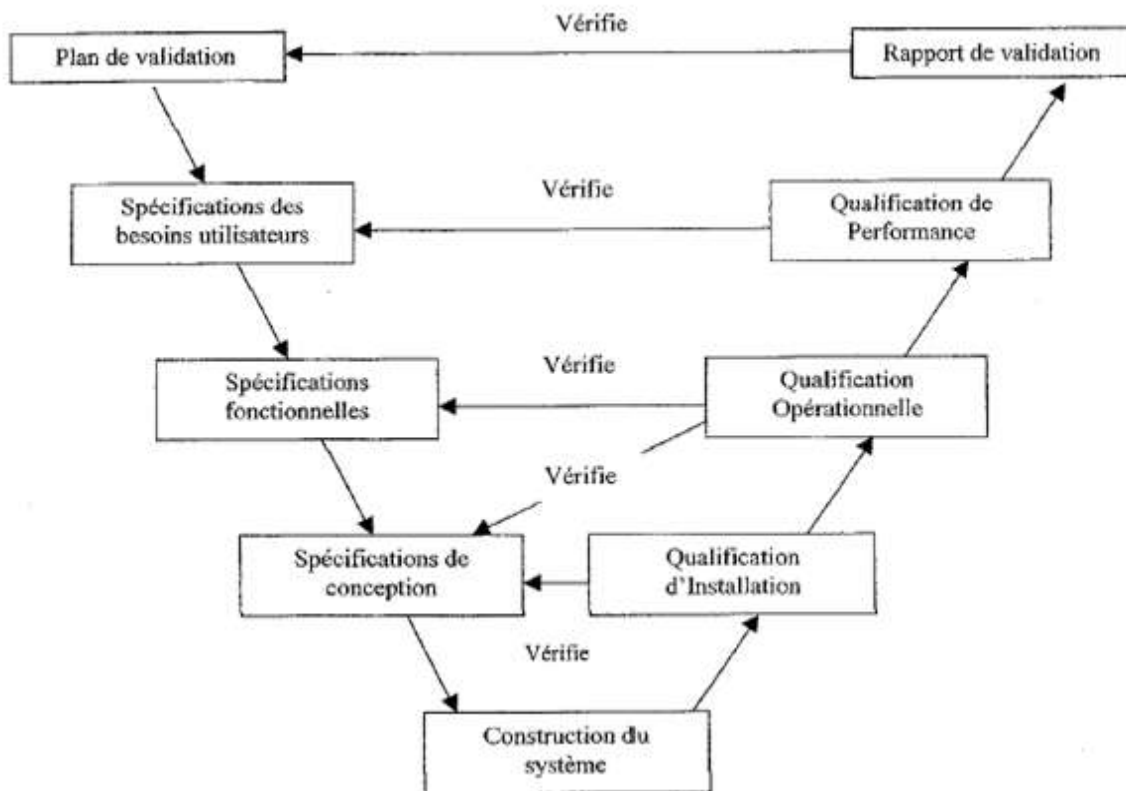 Vérifie
Plan de validation
Rapport de validation
Vérifie
Spécifications des
besoins utilisateurs
Qualification de
Performance
Vérifie
Spécifications
fonctionnelles
Qualification
Opérationnelle
Vérifie
Spécifications de
conception
Qualification
d'Installation
Vérifie
Construction du
système